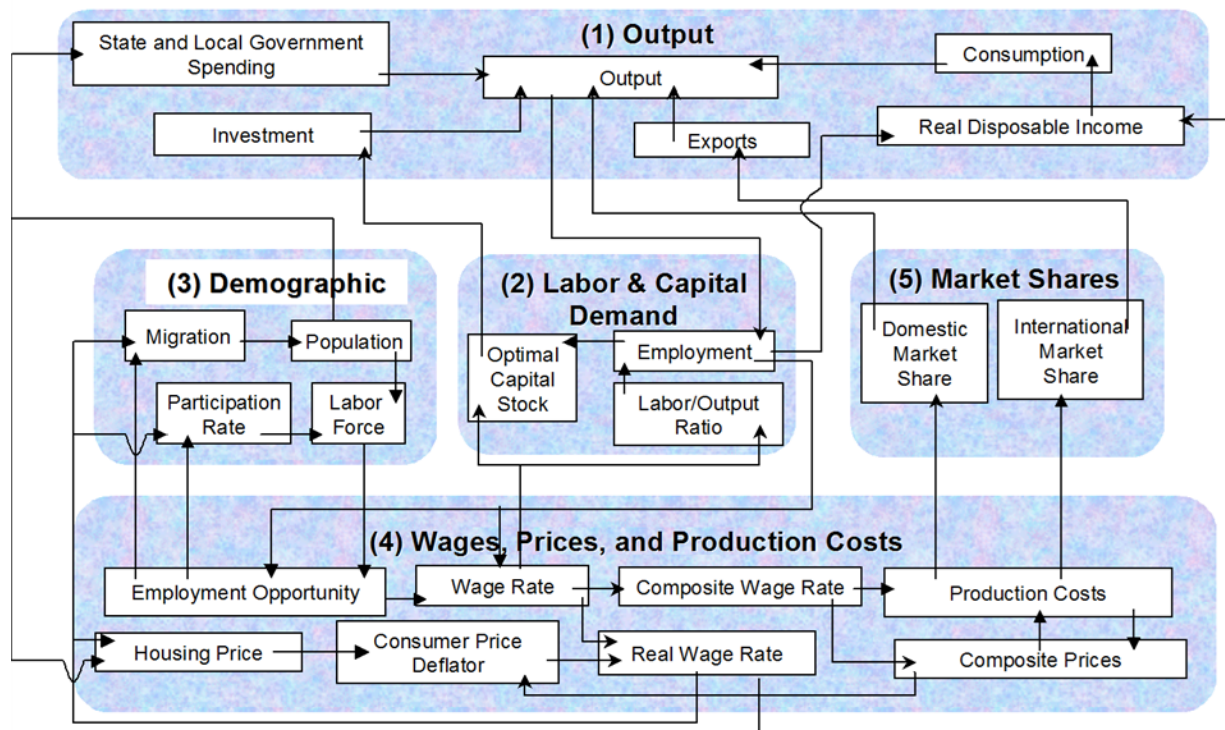 (1) Output
State and Local Government
Spending
Output
Consumption
Investment
Exports
Real Disposable Income
(3) Demographic
Migration
Population
Participation
Rate
Labor
Force
(2) Labor & Capital
Demand
Optimal
Capital
Stock
Employment
Labor/Output
Ratio
(5) Market Shares
Domestic
Market
Share
International
Market
Share
(4) Wages, Prices, and Production Costs
Employment Opportunity
Wage Rate
Composite Wage Rate
Production Costs
Housing Price
Consumer Price
Deflator
Real Wage Rate
Composite Prices